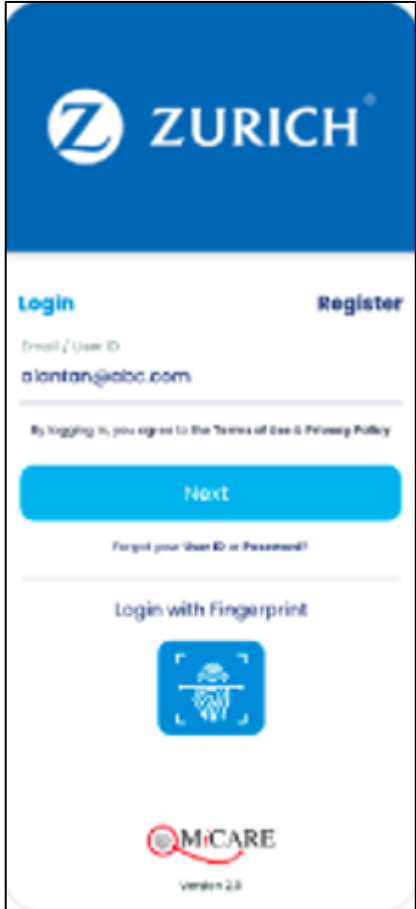 ZURICH®
Login Register
Email / User ID
alantan@abc.com
By logging in, you agree to the Terms of Use & Privacy Policy
Next
Forgot your User ID or Password?
Login with Fingerprint
MiCARE
Version 2.0